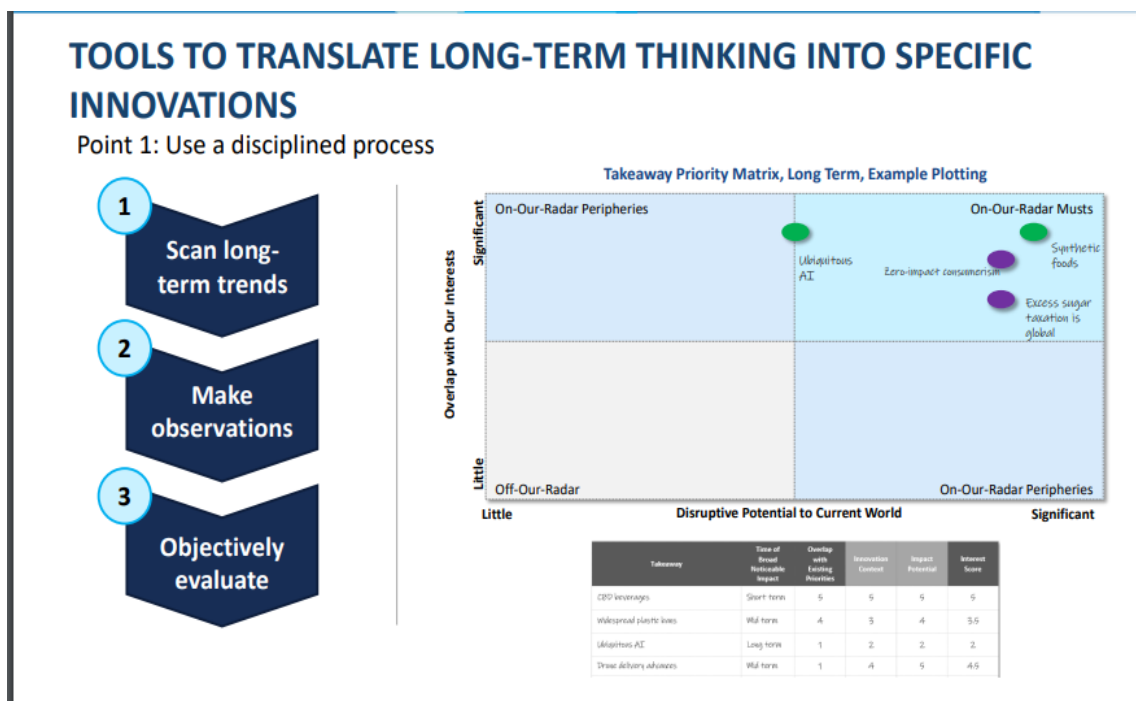 TOOLS TO TRANSLATE LONG-TERM THINKING INTO SPECIFIC
INNOVATIONS
Point 1: Use a disciplined process
1
Scan long-
term trends
2
Make
observations
3
Objectively
evaluate
Takeaway Priority Matrix, Long Term, Example Plotting
Overlap with Our Interests
Significant
Little
On-Our-Radar Peripheries
On-Our-Radar Musts
Ubiquitous
AI
Zero-impact consumerism
Synthetic
foods
Excess sugar
taxation is
global
Off-Our-Radar
On-Our-Radar Peripheries
Little
Disruptive Potential to Current World
Significant
Takeaway
Time of
Broad
Noticeable
Impact
Overlap
with
Existing
Priorities
Innovation
Context
Impact
Potential
Interest
Score
CBD beverages Short term 5 5 5 5
Widespread plastic bans Mid term 4 3 4 3.5
Ubiquitous AI Long term 1 2 2 2
Drone delivery advances Mid term 1 4 5 4.5